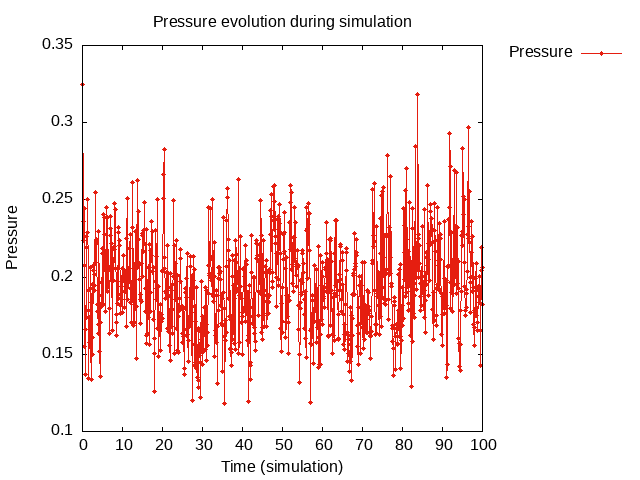 Pressure evolution during simulation
Pressure
0.35
0.3
0.25
0.2
0.15
0.1
Pressure
0 10 20 30 40 50 60 70 80 90 100
Time (simulation)